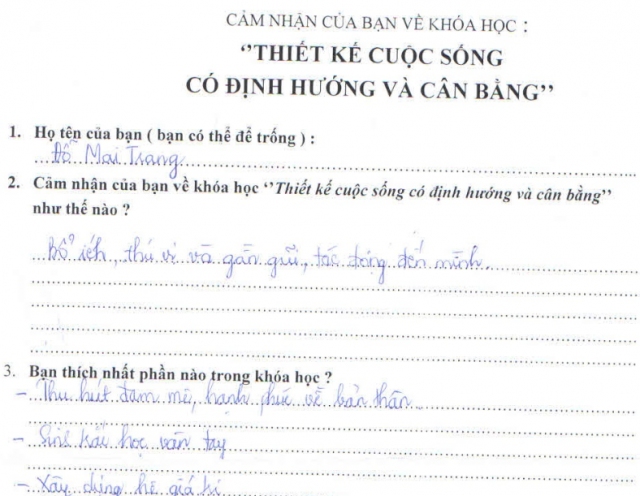 CẢM NHẬN CỦA BẠN VỀ KHÓA HỌC :
‘’THIẾT KẾ CUỘC SỐNG
CÓ ĐỊNH HƯỚNG VÀ CÂN BẰNG’’
1. Họ tên của bạn ( bạn có thể để trống ) :
Đỗ Mai Trang
2. Cảm nhận của bạn về khóa học ‘’Thiết kế cuộc sống có định hướng và cân bằng’’
như thế nào ?
Bổ ích, thú vị và gần gũi, tác động đến mình.
3. Bạn thích nhất phần nào trong khóa học ?
- Thu hút đam mê, hạnh phúc về bản thân
- Sinh trắc học vân tay
- Xây dựng hệ giá trị